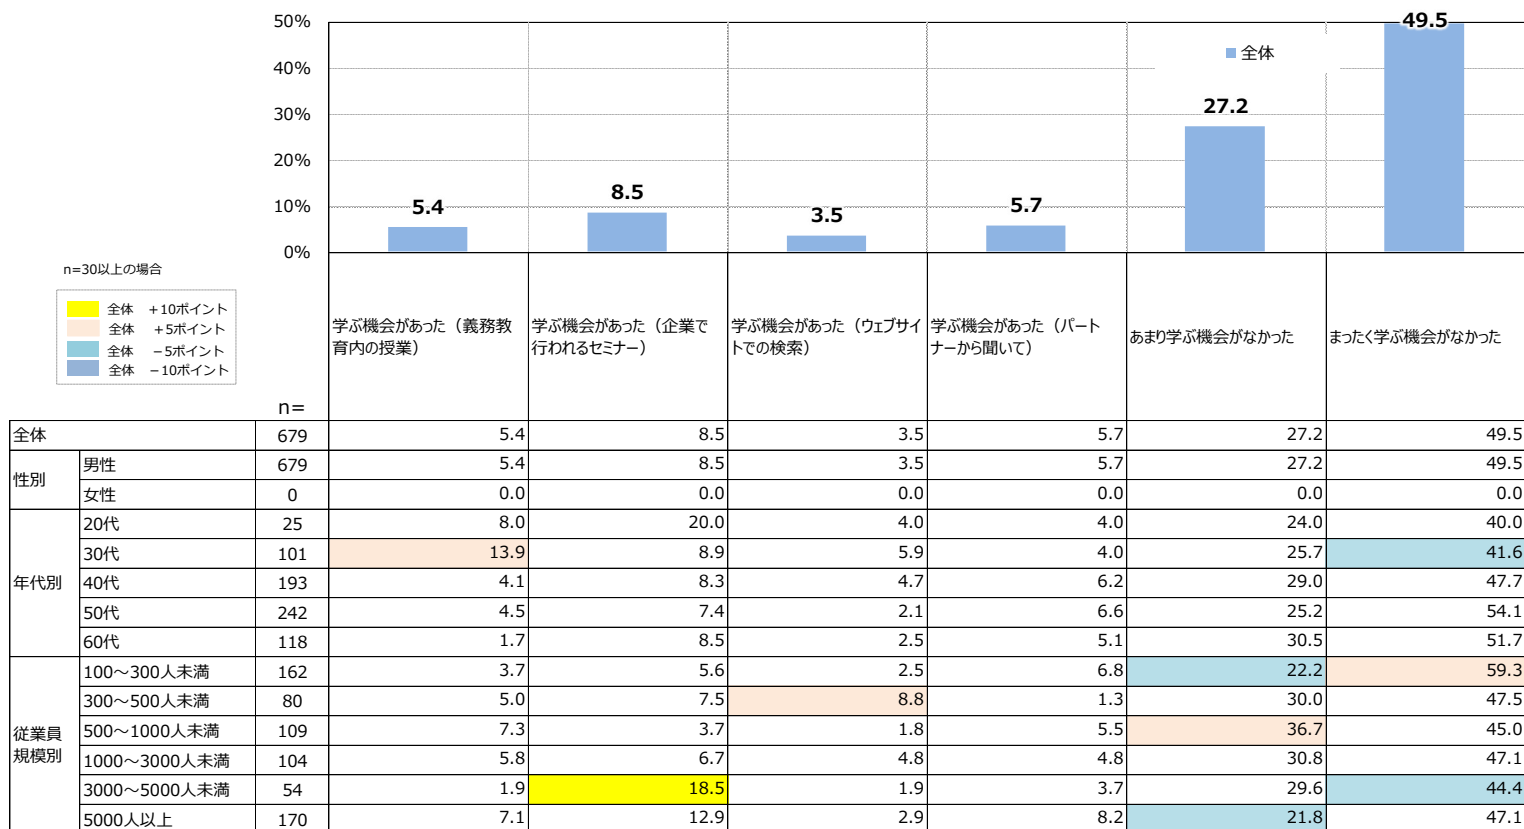 50%
40%
30%
20%
10%
0%
全体
5.4
8.5
3.5
5.7
27.2
49.5
n=30以上の場合
全体 +10ポイント
全体 +5ポイント
全体 −5ポイント
全体 −10ポイント
n=
学ぶ機会があった（義務教
育内の授業）
学ぶ機会があった（企業で
行われるセミナー）
学ぶ機会があった（ウェブサイ
トでの検索）
学ぶ機会があった（パート
ナーから聞いて）
あまり学ぶ機会がなかった
まったく学ぶ機会がなかった
全体 679 5.4 8.5 3.5 5.7 27.2 49.5
性別
男性 679 5.4 8.5 3.5 5.7 27.2 49.5
女性 0 0.0 0.0 0.0 0.0 0.0 0.0
年代別
20代 25 8.0 20.0 4.0 4.0 24.0 40.0
30代 101 13.9 8.9 5.9 4.0 25.7 41.6
40代 193 4.1 8.3 4.7 6.2 29.0 47.7
50代 242 4.5 7.4 2.1 6.6 25.2 54.1
60代 118 1.7 8.5 2.5 5.1 30.5 51.7
従業員
規模別
100～300人未満 162 3.7 5.6 2.5 6.8 22.2 59.3
300～500人未満 80 5.0 7.5 8.8 1.3 30.0 47.5
500～1000人未満 109 7.3 3.7 1.8 5.5 36.7 45.0
1000～3000人未満 104 5.8 6.7 4.8 4.8 30.8 47.1
3000～5000人未満 54 1.9 18.5 1.9 3.7 29.6 44.4
5000人以上 170 7.1 12.9 2.9 8.2 21.8 47.1